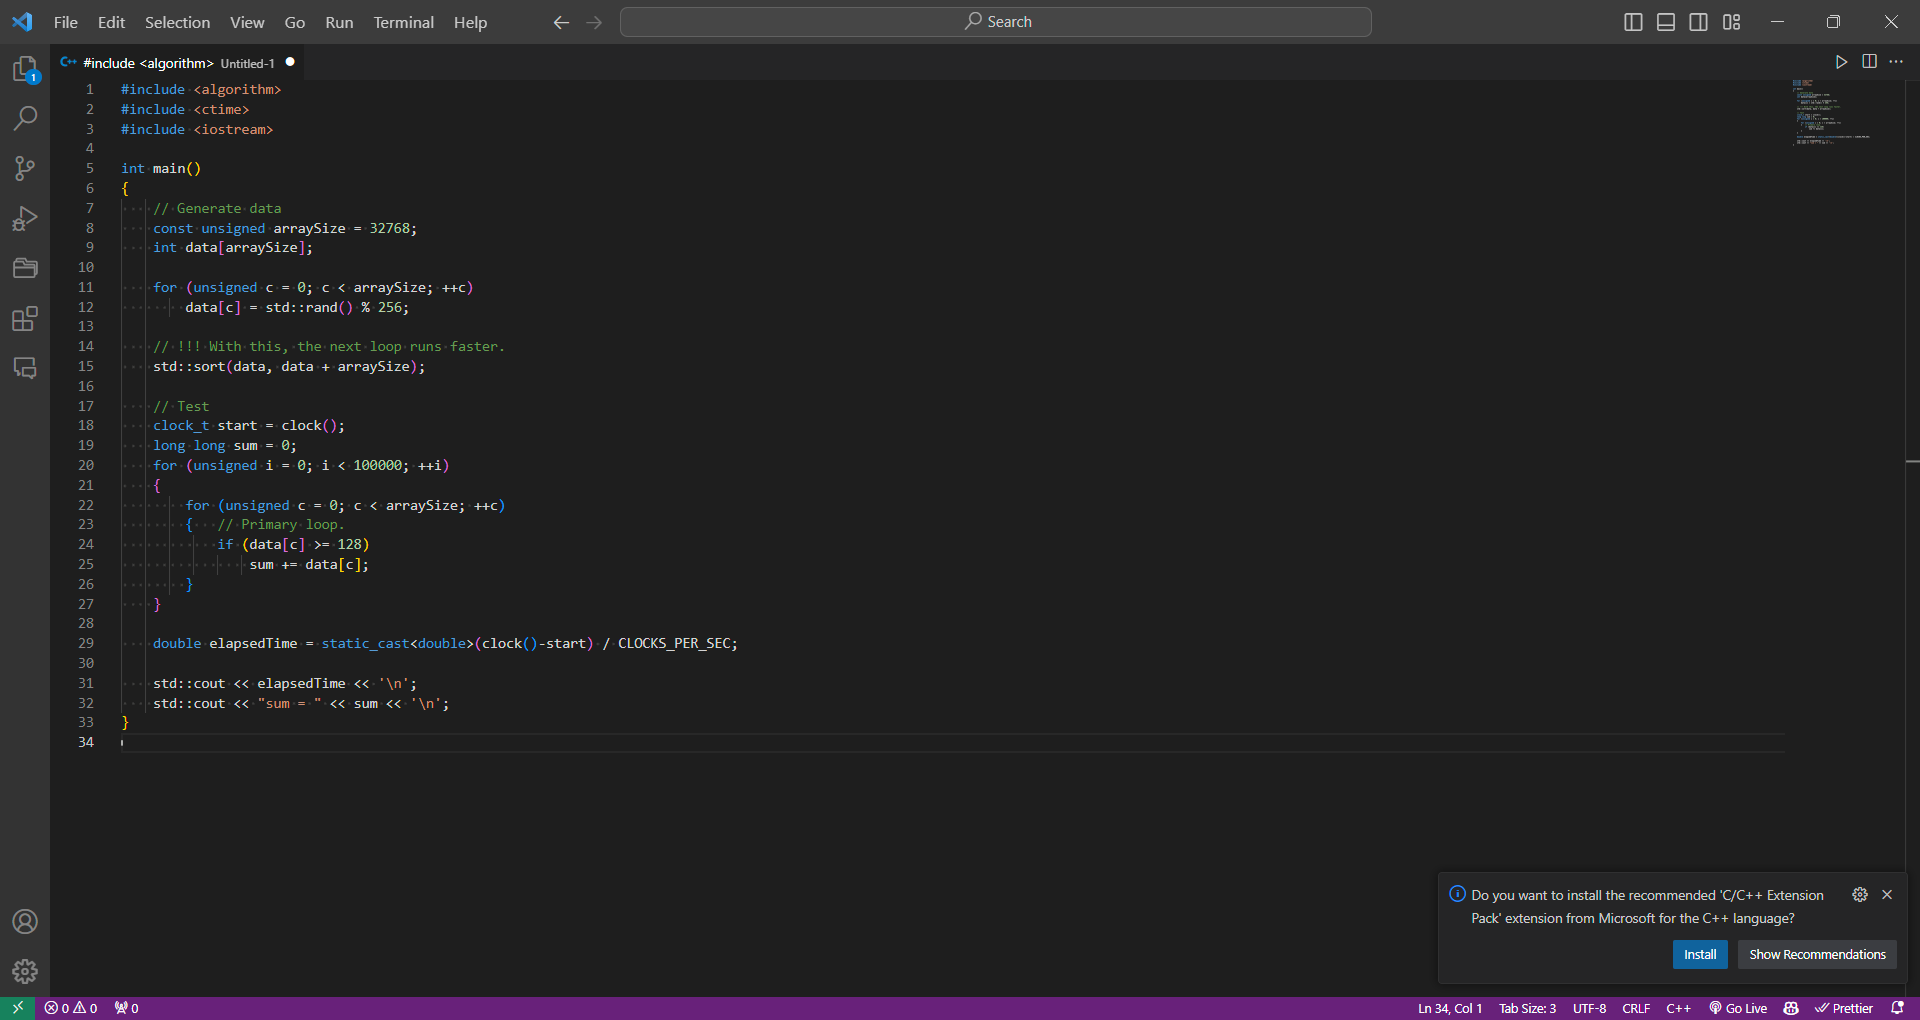 File Edit Selection View Go Run Terminal Help
Search
#include <algorithm> Untitled-1
1
1 #include <algorithm>
2 #include <ctime>
3 #include <iostream>
4
5 int main()
6 {
7 // Generate data
8 const unsigned arraySize = 32768;
9 int data[arraySize];
10
11 for (unsigned c = 0; c < arraySize; ++c)
12 data[c] = std::rand() % 256;
13
14 // !!! With this, the next loop runs faster.
15 std::sort(data, data + arraySize);
16
17 // Test
18 clock_t start = clock();
19 long long sum = 0;
20 for (unsigned i = 0; i < 100000; ++i)
21 {
22 for (unsigned c = 0; c < arraySize; ++c)
23 { // Primary loop.
24 if (data[c] >= 128)
25 sum += data[c];
26 }
27 }
28
29 double elapsedTime = static_cast<double>(clock()-start) / CLOCKS_PER_SEC;
30
31 std::cout << elapsedTime << '\n';
32 std::cout << "sum = " << sum << '\n';
33 }
34
Do you want to install the recommended 'C/C++ Extension
Pack' extension from Microsoft for the C++ language?
Install Show Recommendations
0 0 0 Ln 34, Col 1 Tab Size: 3 UTF-8 CRLF C++ Go Live Prettier